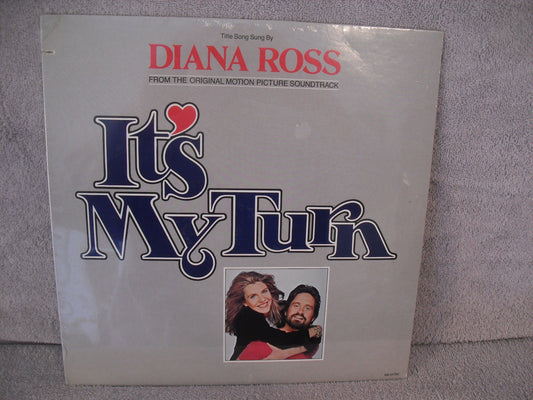 Title Song Sung By
DIANA ROSS
FROM THE ORIGINAL MOTION PICTURE SOUNDTRACK
It's
My Turn